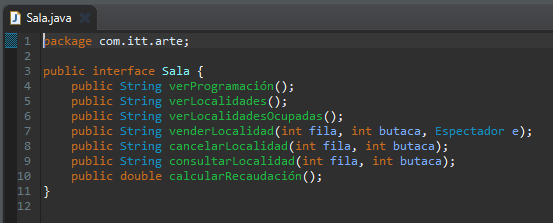 Sala.java
1 package com.itt.arte;
2
3 public interface Sala {
4 public String verProgramación();
5 public String verLocalidades();
6 public String verLocalidadesOcupadas();
7 public String venderLocalidad(int fila, int butaca, Espectador e);
8 public String cancelarLocalidad(int fila, int butaca);
9 public String consultarLocalidad(int fila, int butaca);
10 public double calcularRecaudación();
11 }
12